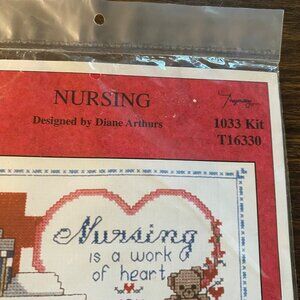 NURSING
Designed by Diane Arthurs
1033 Kit
T16330
Nursing
is a work
of heart